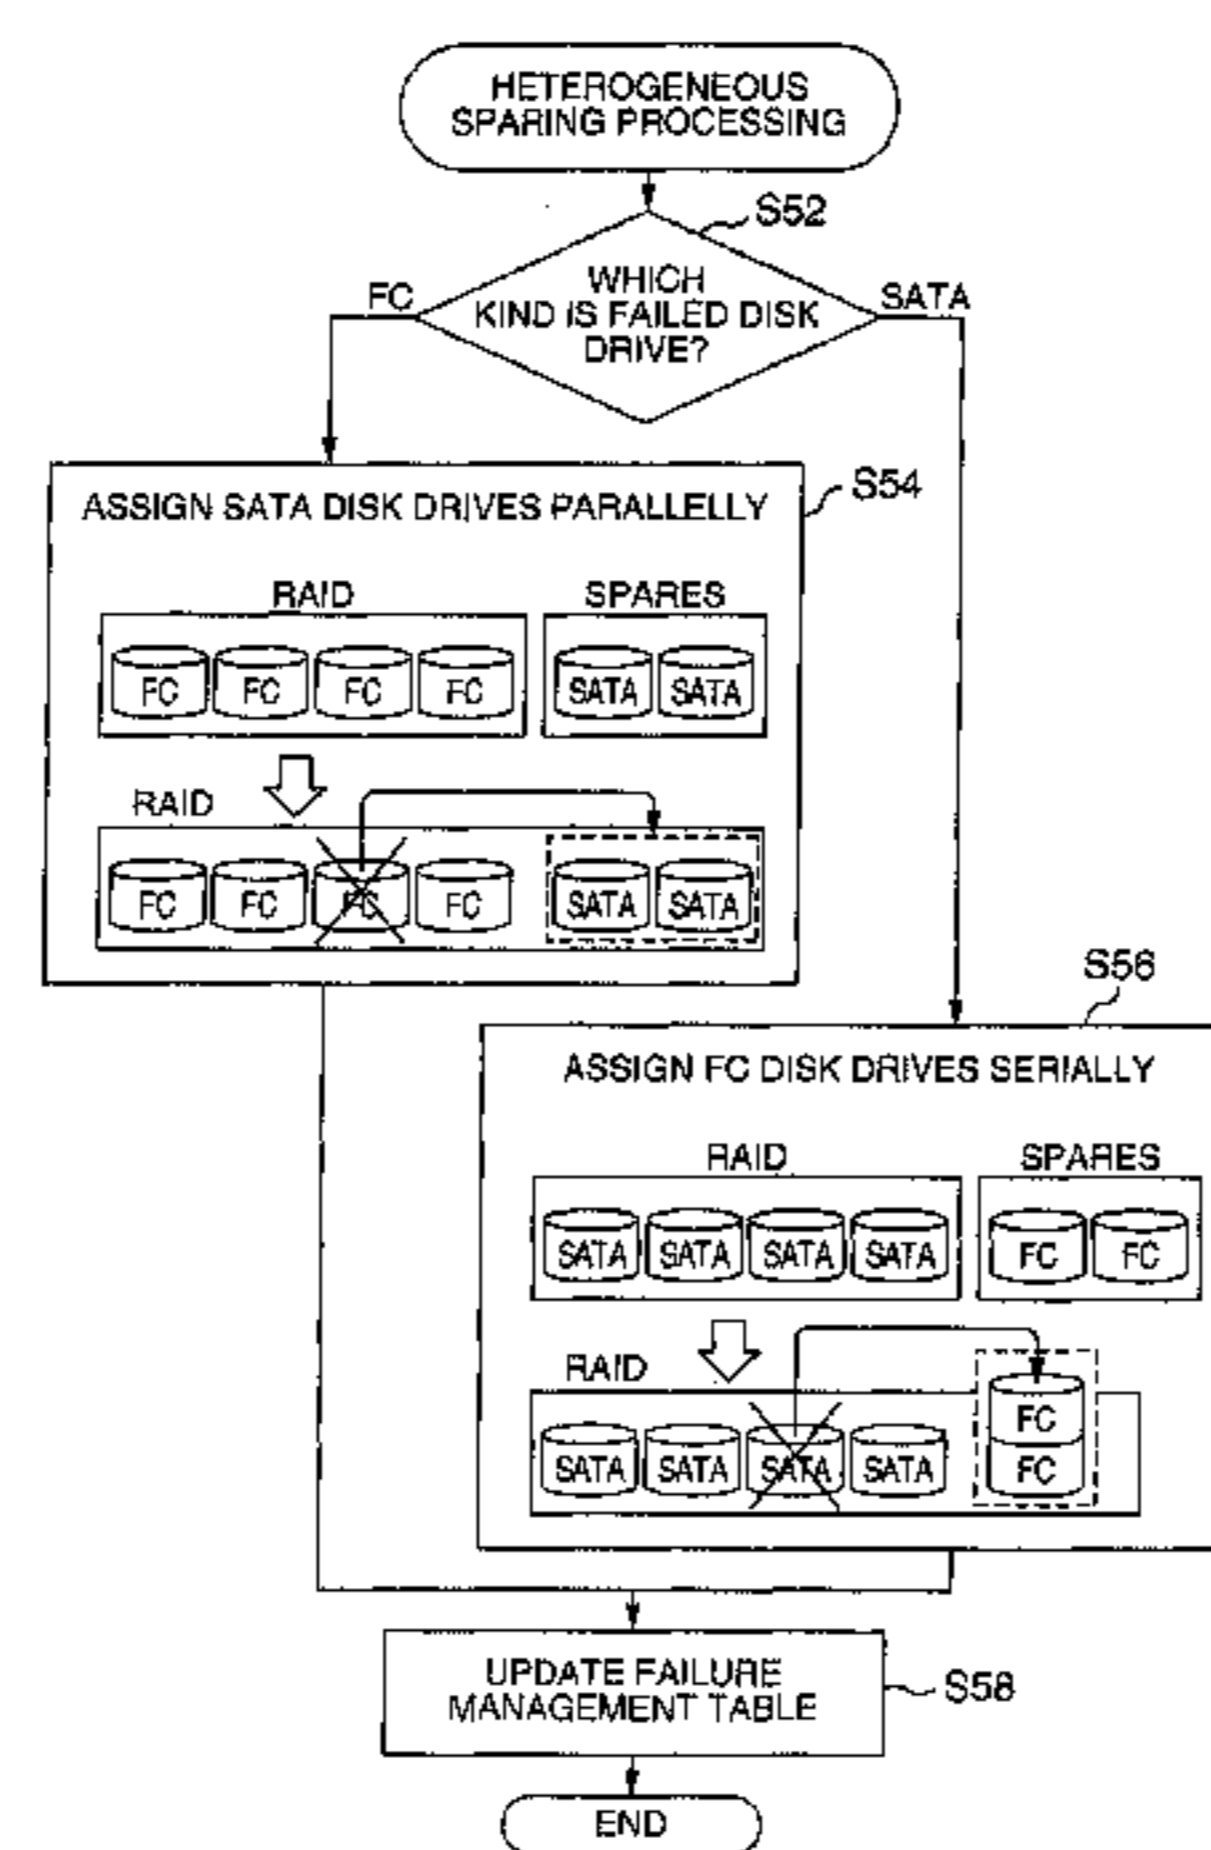 HETEROGENEOUS
SPARING PROCESSING
S52
WHICH
KIND IS FAILED DISK
DRIVE?
FC
SATA
S54
ASSIGN SATA DISK DRIVES PARALLELLY
RAID
SPARES
FC FC FC FC SATA SATA
RAID
FC FC FC FC SATA SATA
S56
ASSIGN FC DISK DRIVES SERIALLY
RAID
SPARES
SATA SATA SATA SATA FC FC
RAID
FC
SATA SATA SATA SATA FC
UPDATE FAILURE
MANAGEMENT TABLE
S58
END